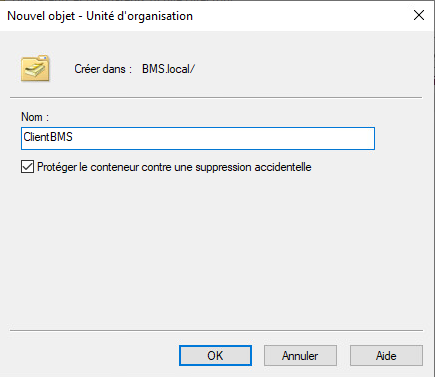 Nouvel objet - Unité d'organisation
Créer dans : BMS.local/
Nom :
ClientBMS
Protéger le conteneur contre une suppression accidentelle
OK Annuler Aide